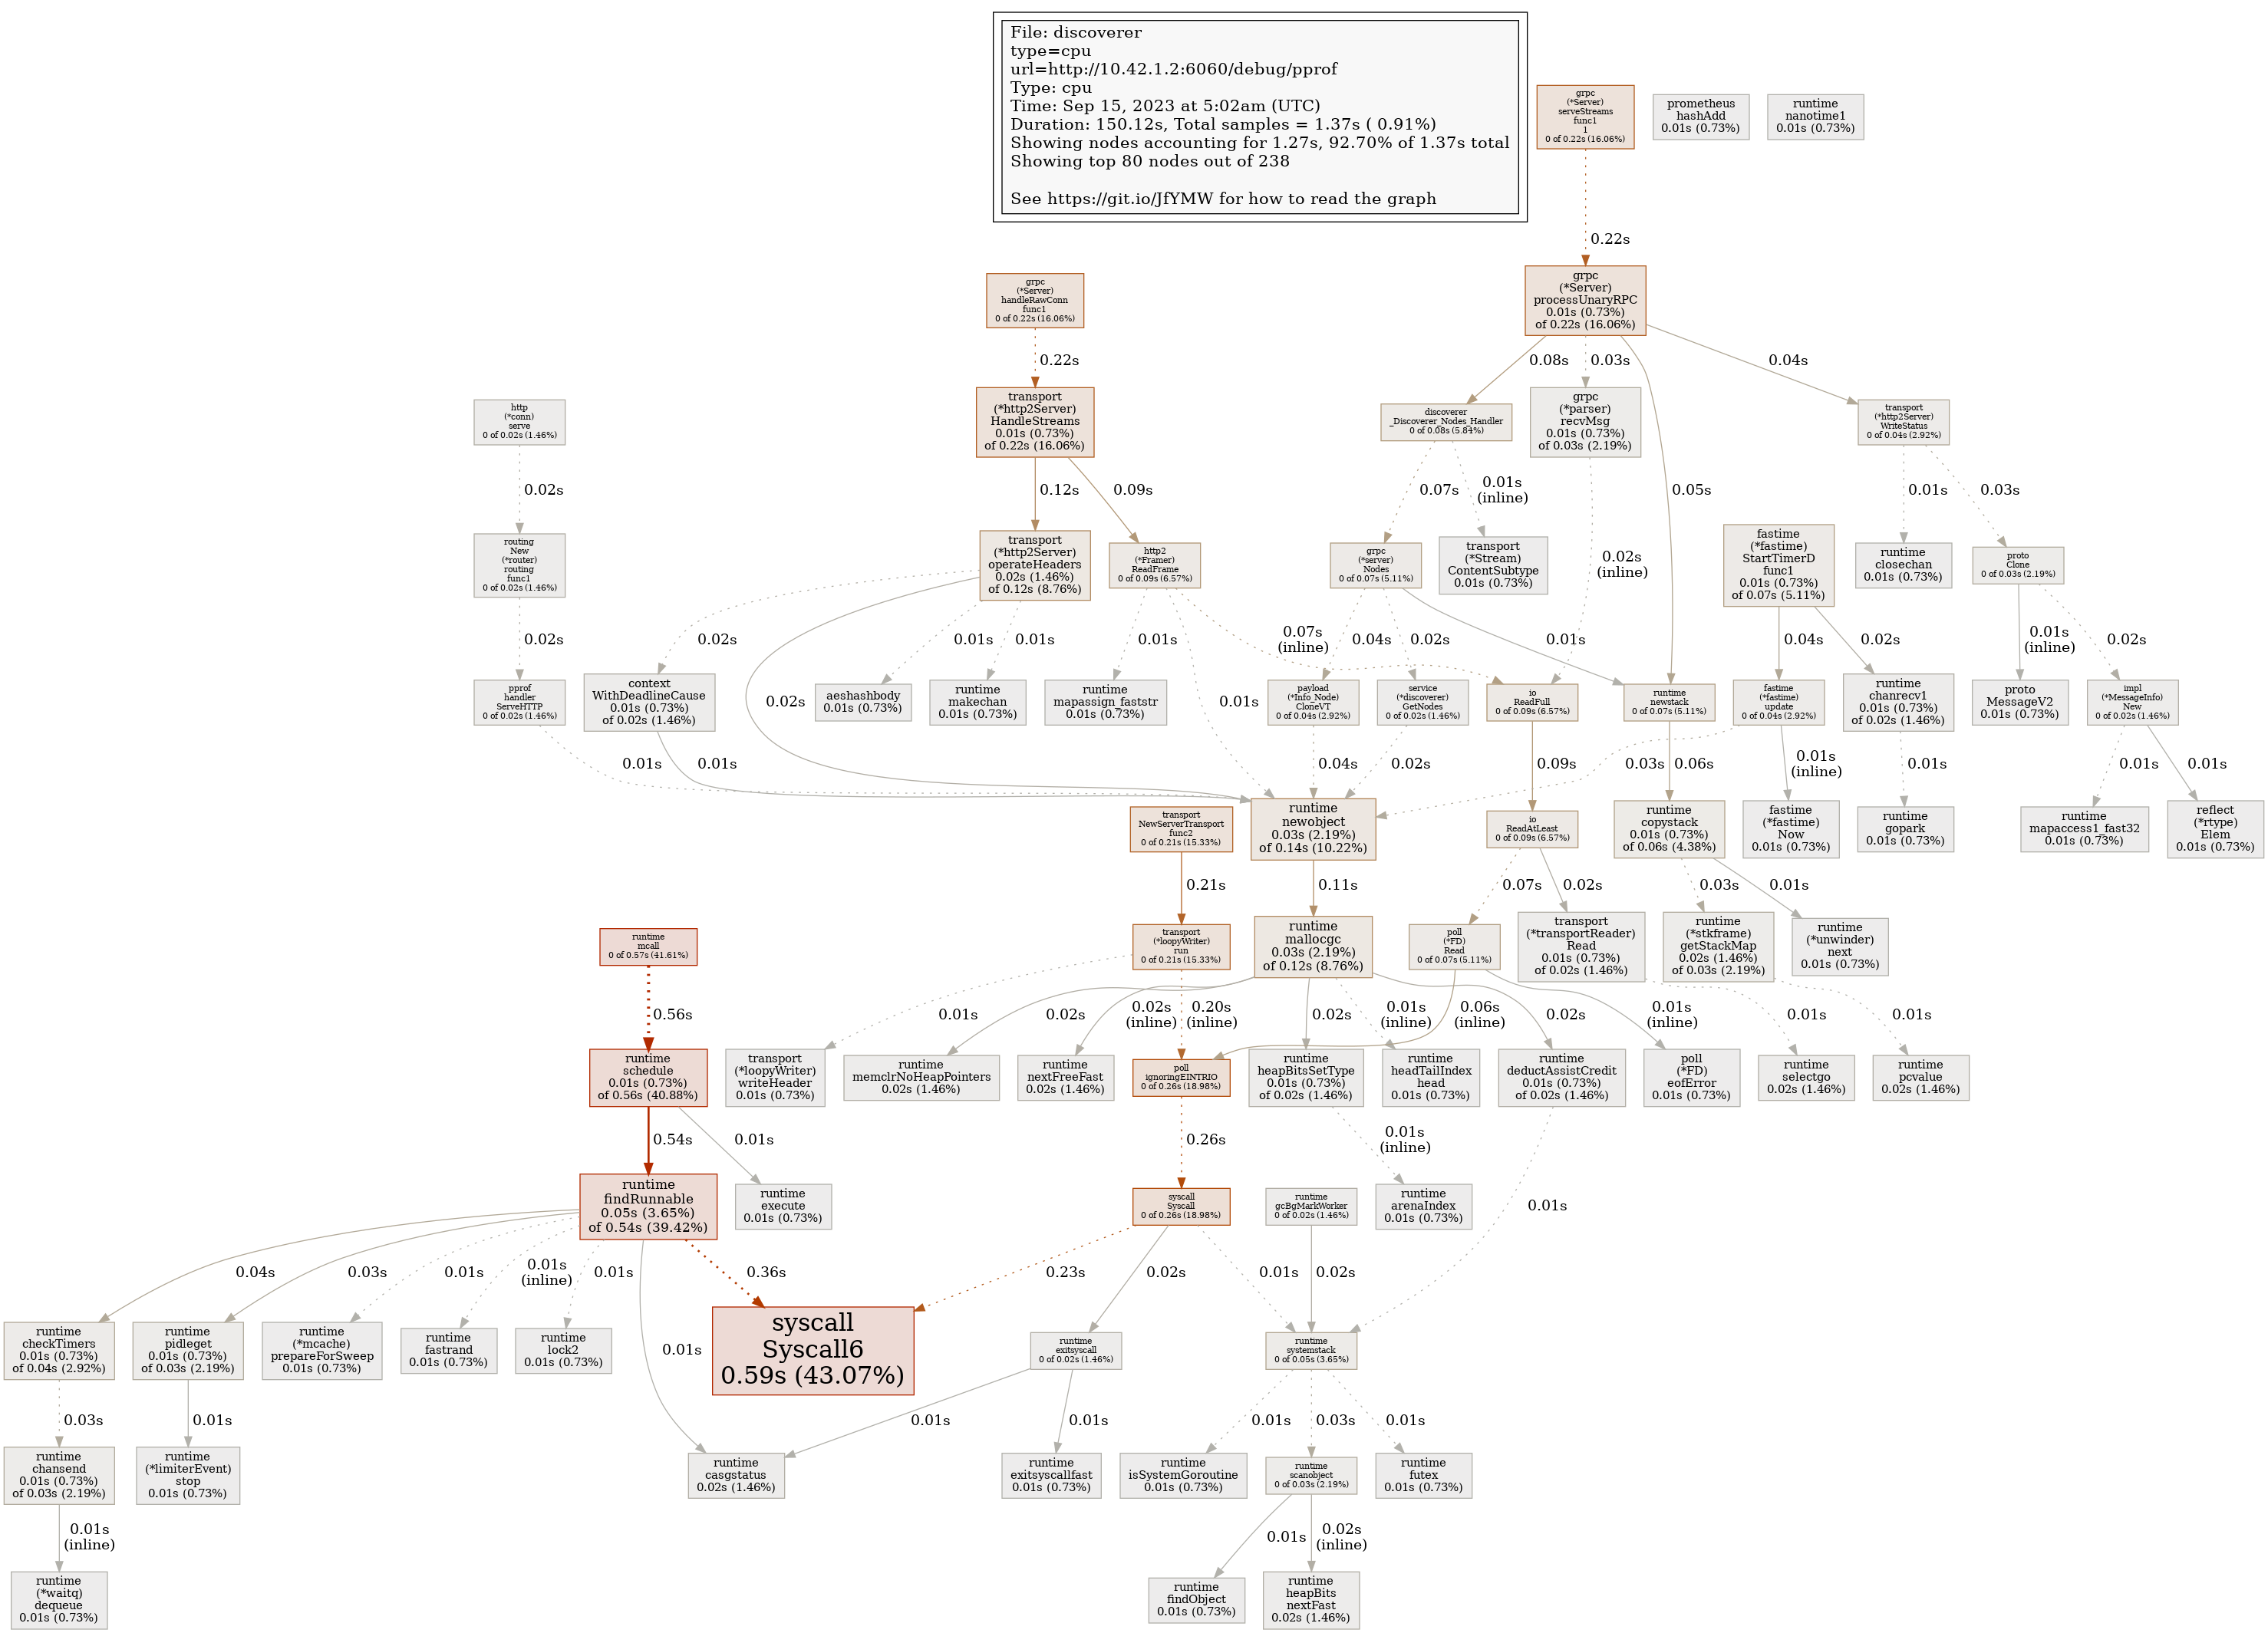 File: discoverer
type=cpu
url=http://10.42.1.2:6060/debug/pprof
Type: cpu
Time: Sep 15, 2023 at 5:02am (UTC)
Duration: 150.12s, Total samples = 1.37s ( 0.91%)
Showing nodes accounting for 1.27s, 92.70% of 1.37s total
Showing top 80 nodes out of 238
See https://git.io/JfYMW for how to read the graph
grpc
(*Server)
serveStreams
func1
1
0 of 0.22s (16.06%)
prometheus
hashAdd
0.01s (0.73%)
runtime
nanotime1
0.01s (0.73%)
0.22s
grpc
(*Server)
handleRawConn
func1
0 of 0.22s (16.06%)
grpc
(*Server)
processUnaryRPC
0.01s (0.73%)
of 0.22s (16.06%)
0.22s
0.08s
0.03s
0.04s
http
(*conn)
serve
0 of 0.02s (1.46%)
transport
(*http2Server)
HandleStreams
0.01s (0.73%)
of 0.22s (16.06%)
discoverer
_Discoverer_Nodes_Handler
0 of 0.08s (5.84%)
grpc
(*parser)
recvMsg
0.01s (0.73%)
of 0.03s (2.19%)
transport
(*http2Server)
WriteStatus
0 of 0.04s (2.92%)
0.02s
0.12s
0.09s
0.07s
0.01s
(inline)
0.05s
0.01s
0.03s
routing
New
(*router)
routing
func1
0 of 0.02s (1.46%)
transport
(*http2Server)
operateHeaders
0.02s (1.46%)
of 0.12s (8.76%)
http2
(*Framer)
ReadFrame
0 of 0.09s (6.57%)
grpc
(*server)
Nodes
0 of 0.07s (5.11%)
transport
(*Stream)
ContentSubtype
0.01s (0.73%)
0.02s
(inline)
fastime
(*fastime)
StartTimerD
func1
0.01s (0.73%)
of 0.07s (5.11%)
runtime
closechan
0.01s (0.73%)
proto
Clone
0 of 0.03s (2.19%)
0.02s
0.02s
0.01s
0.01s
0.01s
0.07s
(inline)
0.04s
0.02s
0.01s
0.04s
0.02s
0.01s
(inline)
0.02s
pprof
handler
ServeHTTP
0 of 0.02s (1.46%)
context
WithDeadlineCause
0.01s (0.73%)
of 0.02s (1.46%)
0.02s
aeshashbody
0.01s (0.73%)
runtime
makechan
0.01s (0.73%)
runtime
mapassign_faststr
0.01s (0.73%)
0.01s
payload
(*Info_Node)
CloneVT
0 of 0.04s (2.92%)
service
(*discoverer)
GetNodes
0 of 0.02s (1.46%)
io
ReadFull
0 of 0.09s (6.57%)
runtime
newstack
0 of 0.07s (5.11%)
fastime
(*fastime)
update
0 of 0.04s (2.92%)
runtime
chanrecv1
0.01s (0.73%)
of 0.02s (1.46%)
proto
MessageV2
0.01s (0.73%)
impl
(*MessageInfo)
New
0 of 0.02s (1.46%)
0.01s
0.01s
0.04s
0.02s
0.09s
0.03s
0.06s
0.01s
(inline)
0.01s
0.01s
0.01s
transport
NewServerTransport
func2
0 of 0.21s (15.33%)
runtime
newobject
0.03s (2.19%)
of 0.14s (10.22%)
io
ReadAtLeast
0 of 0.09s (6.57%)
runtime
copystack
0.01s (0.73%)
of 0.06s (4.38%)
fastime
(*fastime)
Now
0.01s (0.73%)
runtime
gopark
0.01s (0.73%)
runtime
mapaccess1_fast32
0.01s (0.73%)
reflect
(*rtype)
Elem
0.01s (0.73%)
0.21s
0.11s
0.07s
0.02s
0.03s
0.01s
runtime
mcall
0 of 0.57s (41.61%)
transport
(*loopyWriter)
run
0 of 0.21s (15.33%)
runtime
mallocgc
0.03s (2.19%)
of 0.12s (8.76%)
poll
(*FD)
Read
0 of 0.07s (5.11%)
transport
(*transportReader)
Read
0.01s (0.73%)
of 0.02s (1.46%)
runtime
(*stkframe)
getStackMap
0.02s (1.46%)
of 0.03s (2.19%)
runtime
(*unwinder)
next
0.01s (0.73%)
0.56s
0.01s
0.02s
0.02s
(inline)
0.20s
(inline)
0.02s
0.01s
(inline)
0.06s
(inline)
0.02s
0.01s
(inline)
0.01s
0.01s
runtime
schedule
0.01s (0.73%)
of 0.56s (40.88%)
transport
(*loopyWriter)
writeHeader
0.01s (0.73%)
runtime
memclrNoHeapPointers
0.02s (1.46%)
runtime
nextFreeFast
0.02s (1.46%)
poll
ignoringEINTRIO
0 of 0.26s (18.98%)
runtime
heapBitsSetType
0.01s (0.73%)
of 0.02s (1.46%)
runtime
headTailIndex
head
0.01s (0.73%)
runtime
deductAssistCredit
0.01s (0.73%)
of 0.02s (1.46%)
poll
(*FD)
eofError
0.01s (0.73%)
runtime
selectgo
0.02s (1.46%)
runtime
pcvalue
0.02s (1.46%)
0.54s
0.01s
0.26s
0.01s
(inline)
0.01s
runtime
findRunnable
0.05s (3.65%)
of 0.54s (39.42%)
runtime
execute
0.01s (0.73%)
syscall
Syscall
0 of 0.26s (18.98%)
runtime
gcBgMarkWorker
0 of 0.02s (1.46%)
runtime
arenaIndex
0.01s (0.73%)
0.04s
0.03s
0.01s
0.01s
(inline)
0.01s
0.36s
0.23s
0.02s
0.01s
0.02s
runtime
checkTimers
0.01s (0.73%)
of 0.04s (2.92%)
runtime
pidleget
0.01s (0.73%)
of 0.03s (2.19%)
runtime
(*mcache)
prepareForSweep
0.01s (0.73%)
runtime
fastrand
0.01s (0.73%)
runtime
lock2
0.01s (0.73%)
0.01s
syscall
Syscall6
0.59s (43.07%)
runtime
exitsyscall
0 of 0.02s (1.46%)
runtime
systemstack
0 of 0.05s (3.65%)
0.03s
0.01s
0.01s
0.01s
0.01s
0.03s
0.01s
runtime
chansend
0.01s (0.73%)
of 0.03s (2.19%)
runtime
(*limiterEvent)
stop
0.01s (0.73%)
runtime
casgstatus
0.02s (1.46%)
runtime
exitsyscallfast
0.01s (0.73%)
runtime
isSystemGoroutine
0.01s (0.73%)
runtime
scanobject
0 of 0.03s (2.19%)
runtime
futex
0.01s (0.73%)
0.01s
(inline)
0.01s
0.02s
(inline)
runtime
(*waitq)
dequeue
0.01s (0.73%)
runtime
findObject
0.01s (0.73%)
runtime
heapBits
nextFast
0.02s (1.46%)